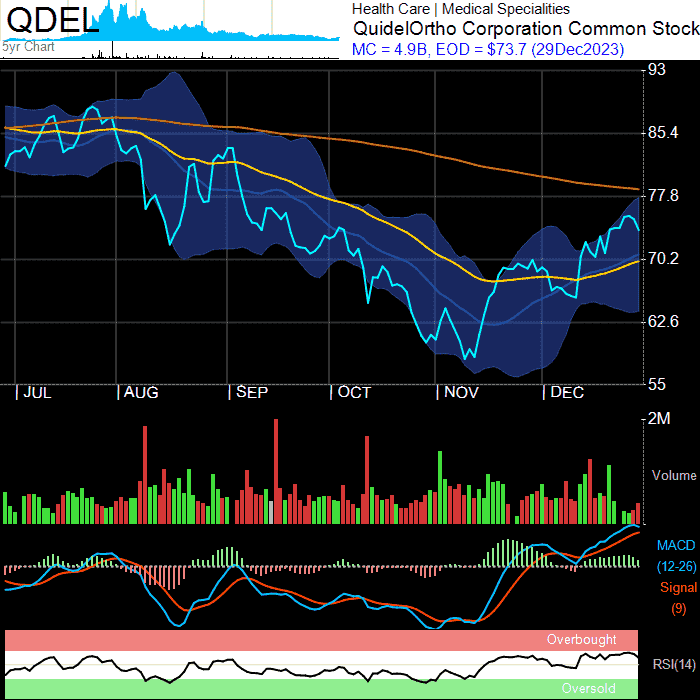 QDEL
5yr Chart
Health Care | Medical Specialities
QuidelOrtho Corporation Common Stock
MC = 4.9B, EOD = $73.7 (29Dec2023)
93
85.4
77.8
70.2
62.6
55
| JUL | AUG | SEP | OCT | NOV | DEC
2M
Volume
MACD
(12-26)
Signal
(9)
Overbought
RSI(14)
Oversold